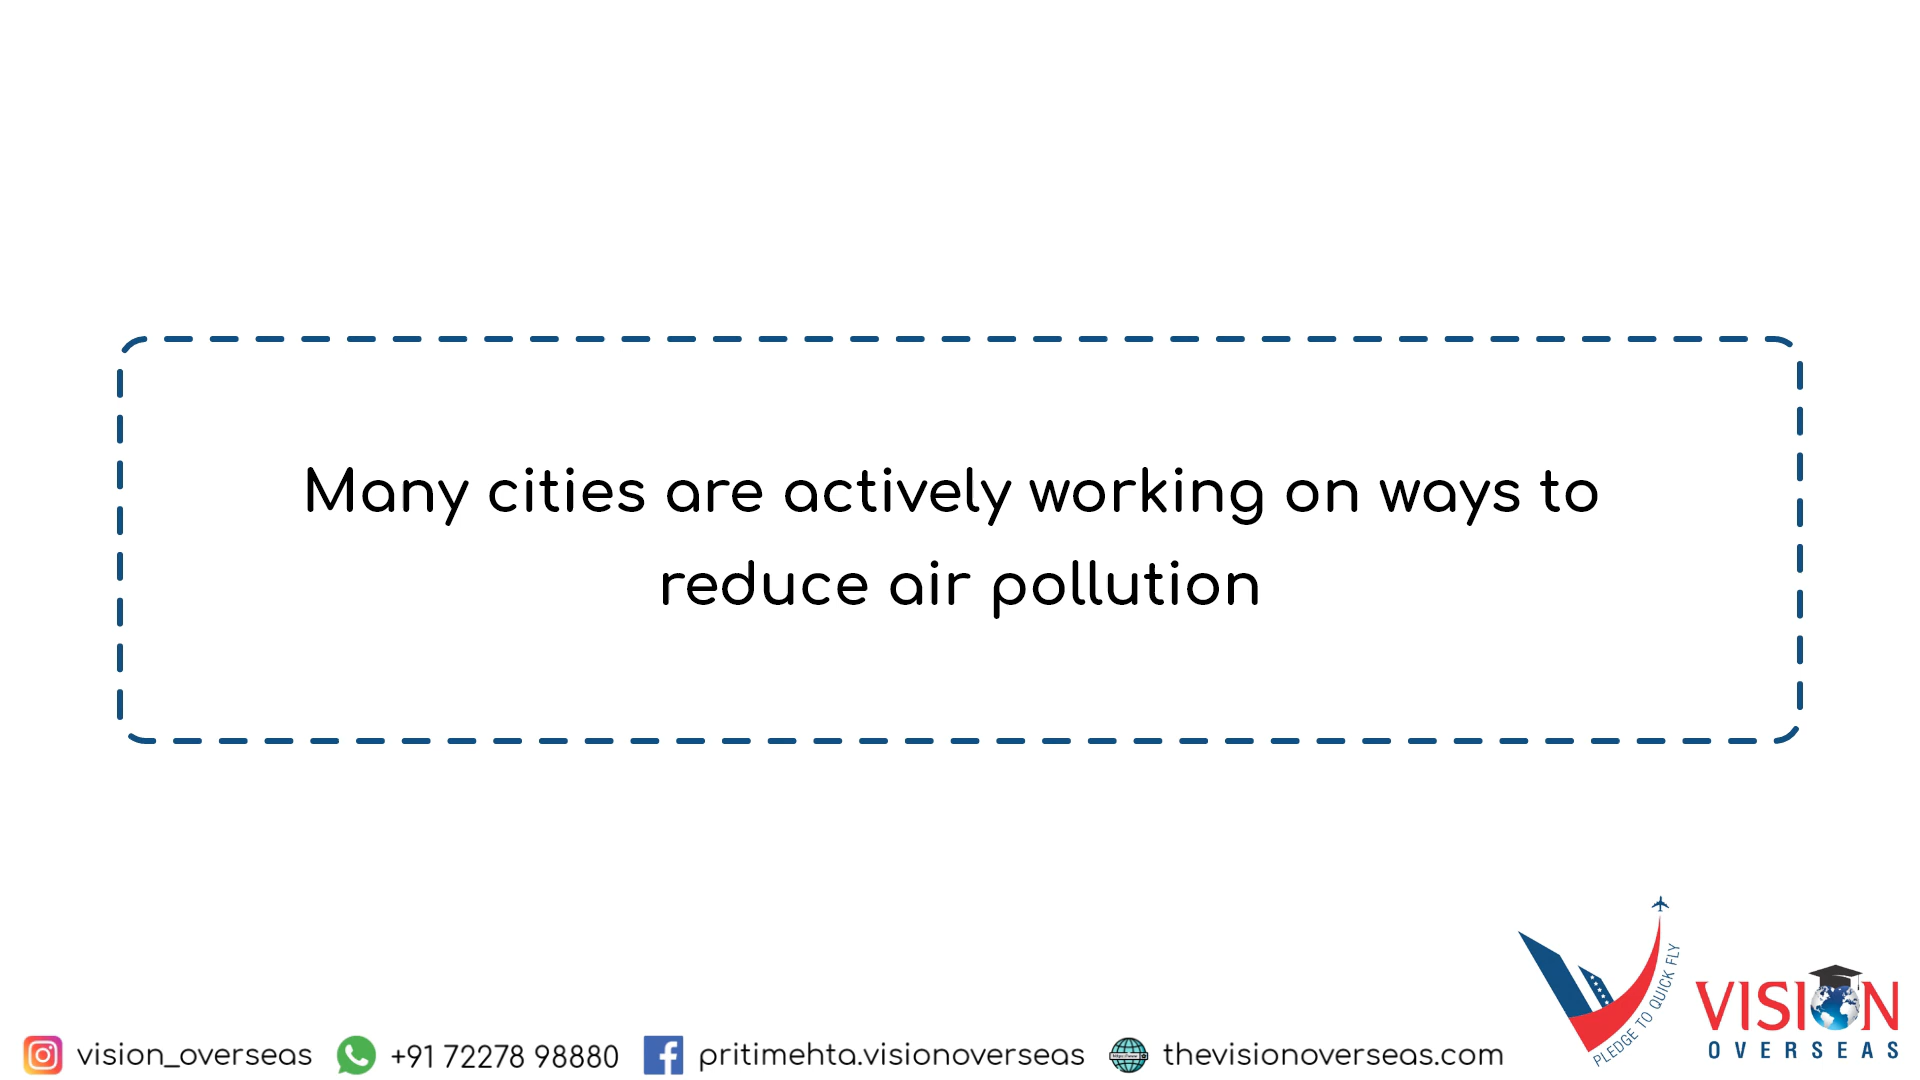 Many cities are actively working on ways to
reduce air pollution
PLEDGE TO QUICK FLY
VISION
OVERSEAS
vision_overseas
+91 72278 98880
pritimehta.visionoverseas
thevisionoverseas.com